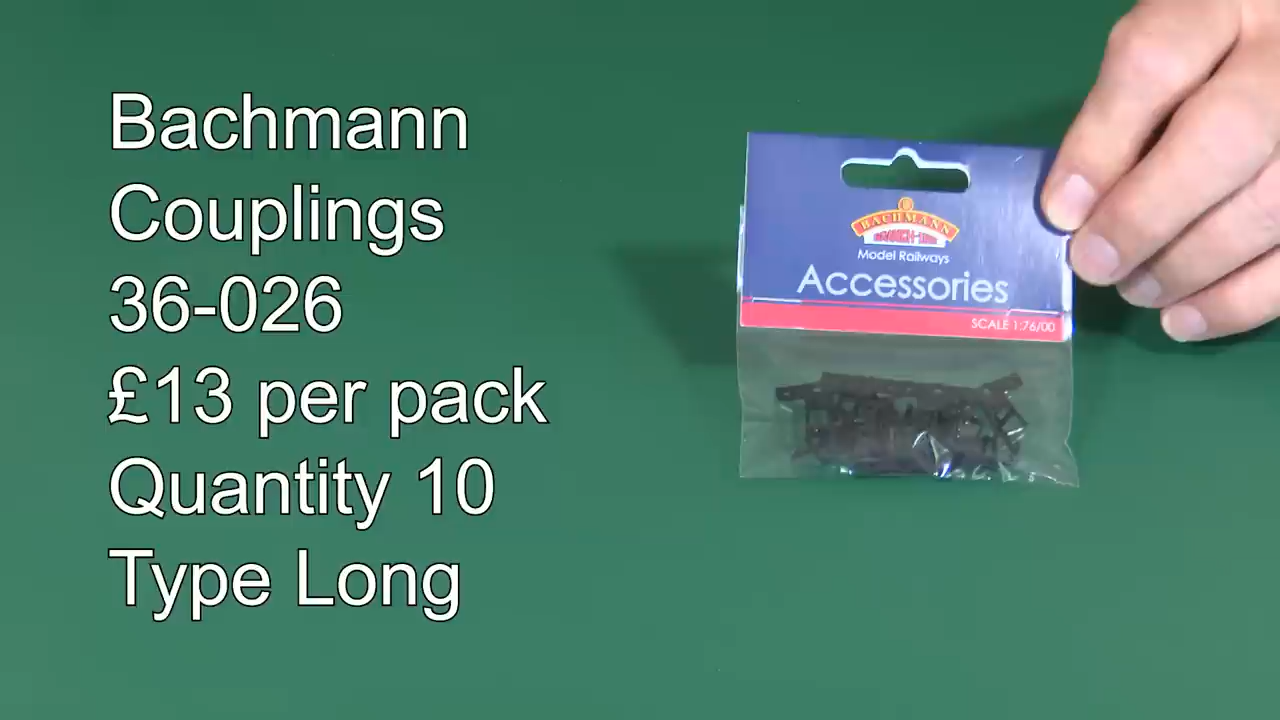 Bachmann
Couplings
36-026
£13 per pack
Quantity 10
Type Long
BACHMANN
BRANCH-LINE
Model Railways
Accessories
SCALE 1:76/00